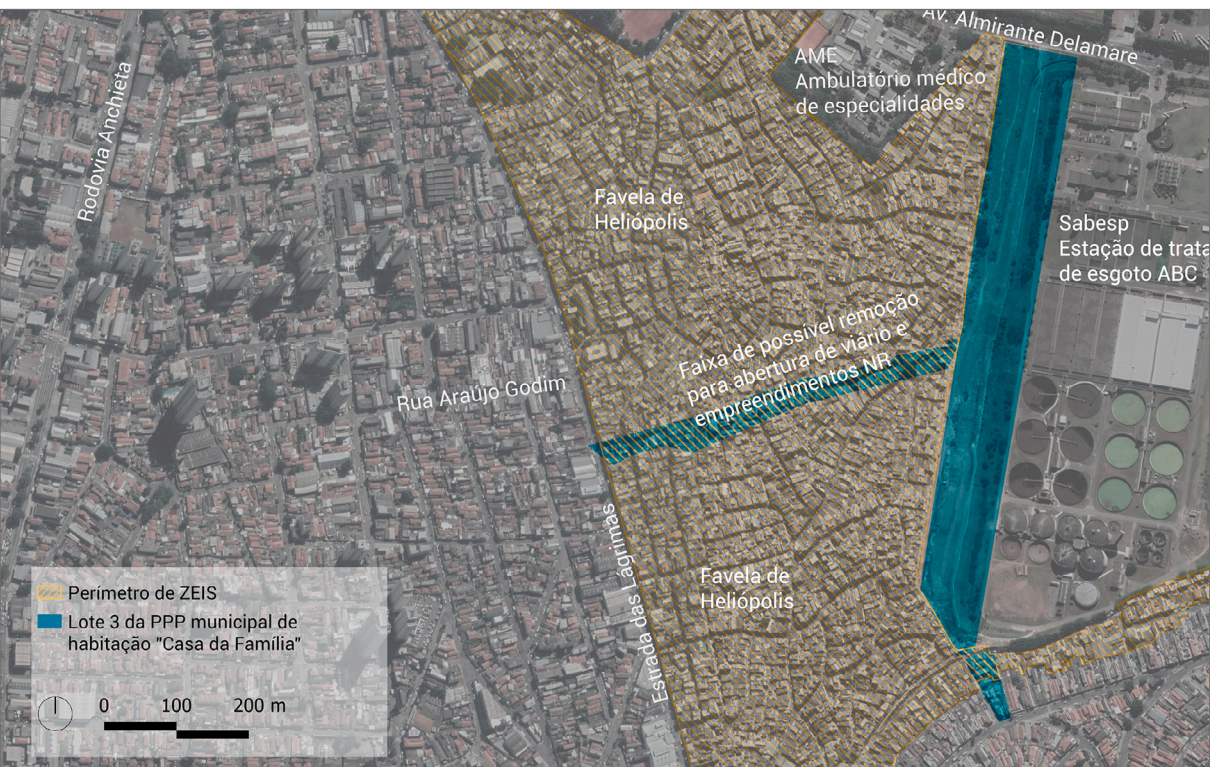 Av. Almirante Delamare
AME
Ambulatório médico
de especialidades
Rodovia Anchieta
Favela de
Heliópolis
Sabesp
Estação de trata
de esgoto ABC
Faixa de possível remoção
para abertura de viário e
empreendimentos NR
Rua Araújo Godim
Estrada das Lágrimas
Favela de
Heliópolis
Perímetro de ZEIS
Lote 3 da PPP municipal de
habitação "Casa da Família"
0 100 200 m